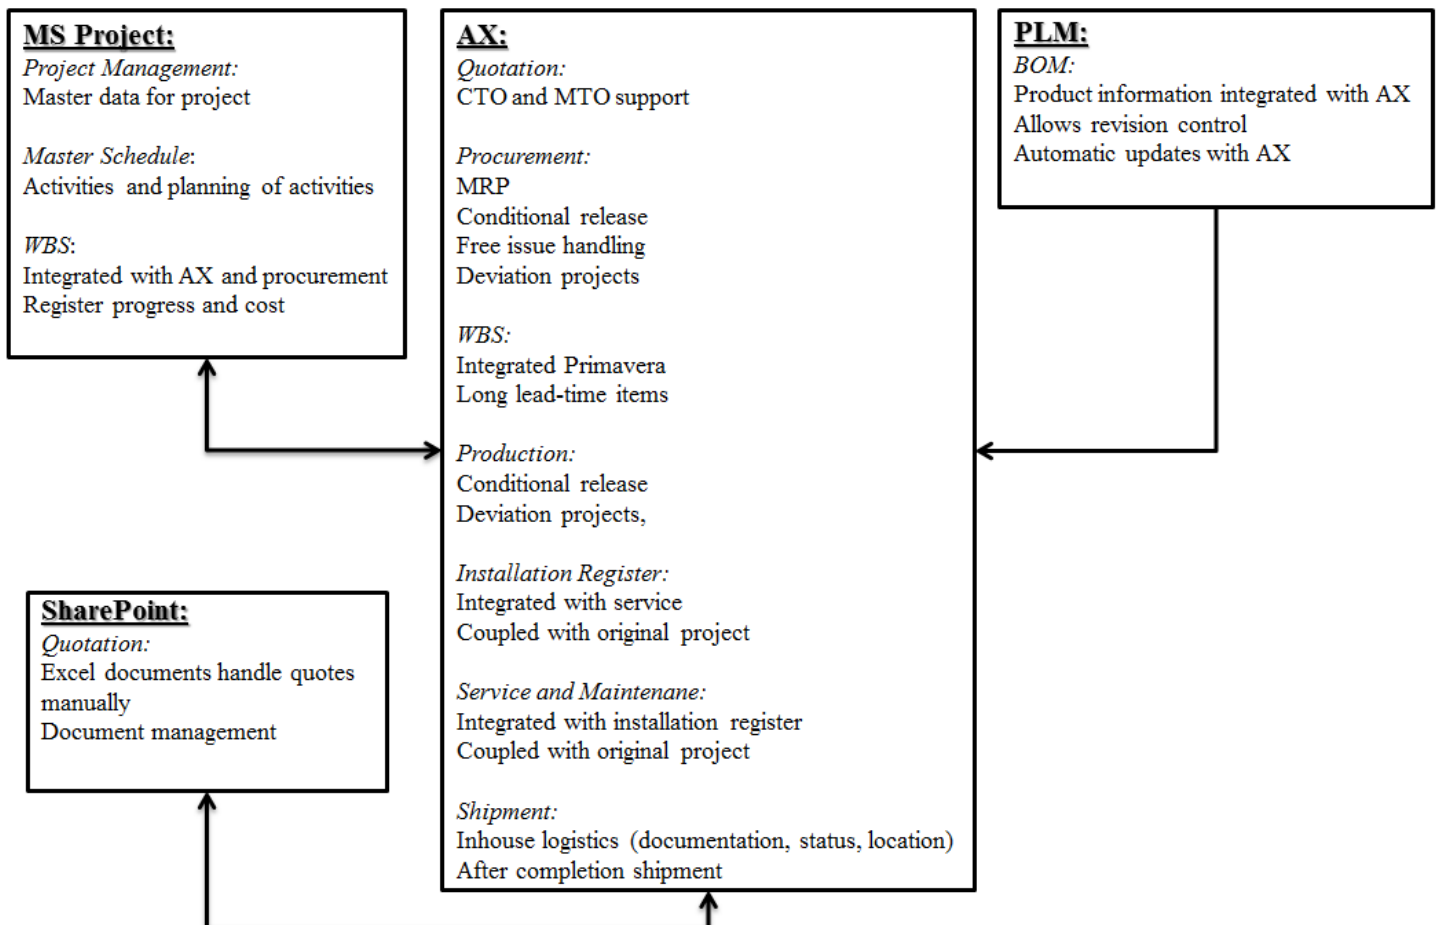 MS Project:
Project Management:
Master data for project
Master Schedule:
Activities and planning of activities
WBS:
Integrated with AX and procurement
Register progress and cost
AX:
Quotation:
CTO and MTO support
Procurement:
MRP
Conditional release
Free issue handling
Deviation projects
WBS:
Integrated Primavera
Long lead-time items
Production:
Conditional release
Deviation projects,
Installation Register:
Integrated with service
Coupled with original project
Service and Maintenane:
Integrated with installation register
Coupled with original project
Shipment:
Inhouse logistics (documentation, status, location)
After completion shipment
PLM:
BOM:
Product information integrated with AX
Allows revision control
Automatic updates with AX
SharePoint:
Quotation:
Excel documents handle quotes
manually
Document management